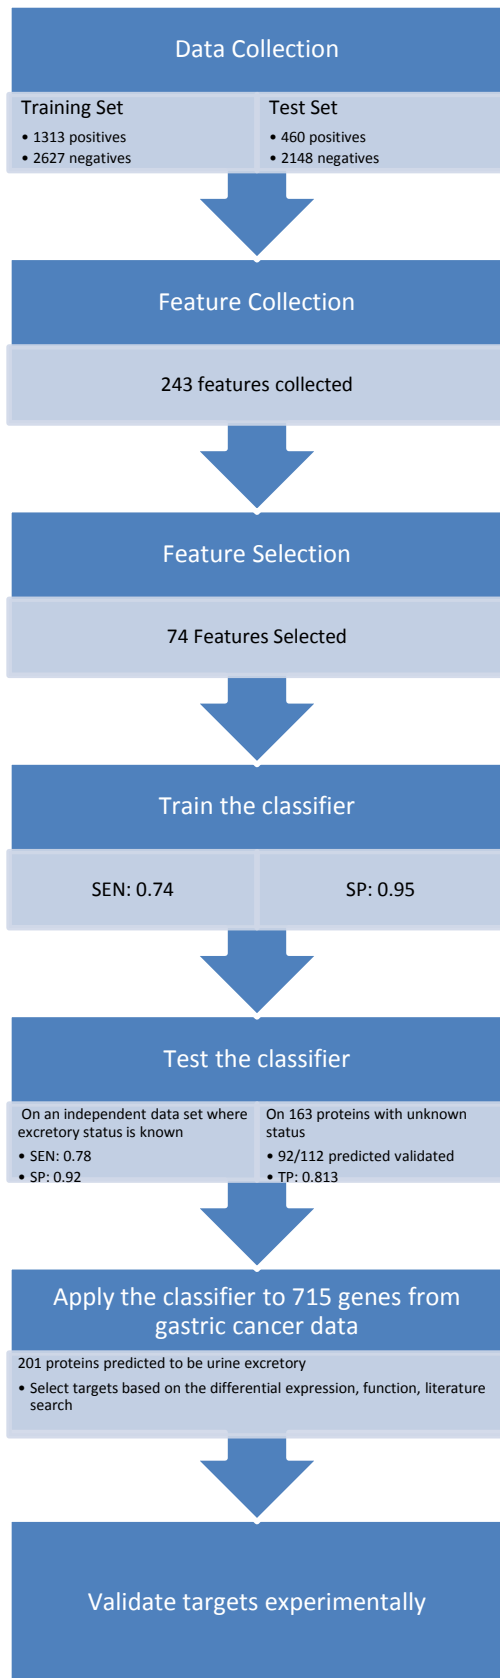 Data Collection
Training Set
• 1313 positives
• 2627 negatives
Test Set
• 460 positives
• 2148 negatives
Feature Collection
243 features collected
Feature Selection
74 Features Selected
Train the classifier
SEN: 0.74
SP: 0.95
Test the classifier
On an independent data set where
excretory status is known
• SEN: 0.78
• SP: 0.92
On 163 proteins with unknown
status
• 92/112 predicted validated
• TP: 0.813
Apply the classifier to 715 genes from
gastric cancer data
201 proteins predicted to be urine excretory
• Select targets based on the differential expression, function, literature
search
Validate targets experimentally